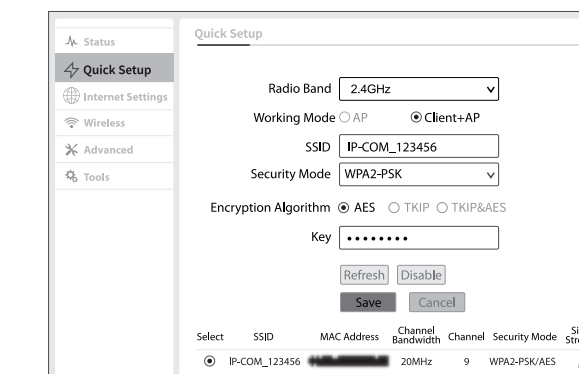 Status
Quick Setup
Internet Settings
Wireless
Advanced
Tools
Quick Setup
Radio Band 2.4GHz
Working Mode AP Client+AP
SSID IP-COM_123456
Security Mode WPA2-PSK
Encryption Algorithm AES TKIP TKIP&AES
Key ••••••••
Refresh Disable
Save Cancel
Select SSID MAC Address Channel Bandwidth Channel Security Mode
IP-COM_123456 20MHz 9 WPA2-PSK/AES